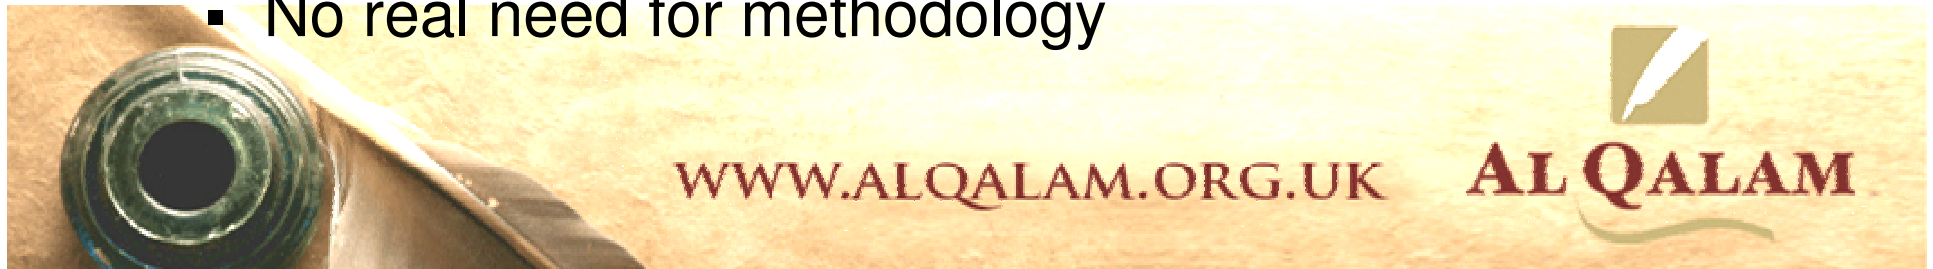 ▪ No real need for methodology
WWW.ALQALAM.ORG.UK
AL QALAM